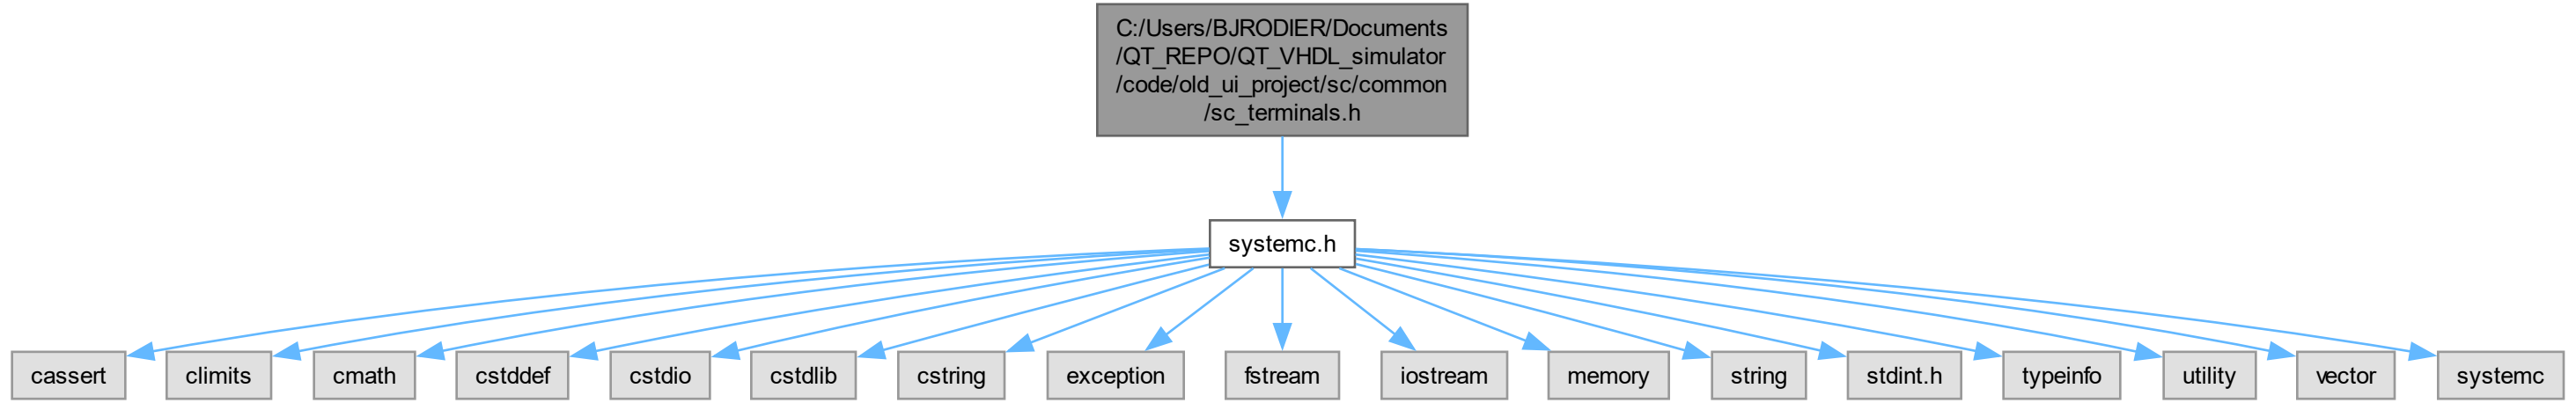 C:/Users/BJRODIER/Documents
/QT_REPO/QT_VHDL_simulator
/code/old_ui_project/sc/common
/sc_terminals.h
systemc.h
cassert
climits
cmath
cstddef
cstdio
cstdlib
cstring
exception
fstream
iostream
memory
string
stdint.h
typeinfo
utility
vector
systemc